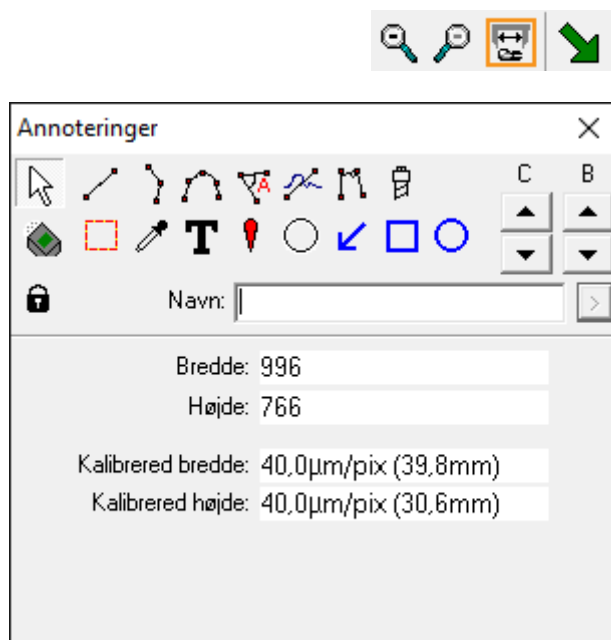 Annoteringer
C B
Navn:
Bredde: 996
Højde: 766
Kalibrered bredde: 40,0µm/pix (39,8mm)
Kalibrered højde: 40,0µm/pix (30,6mm)